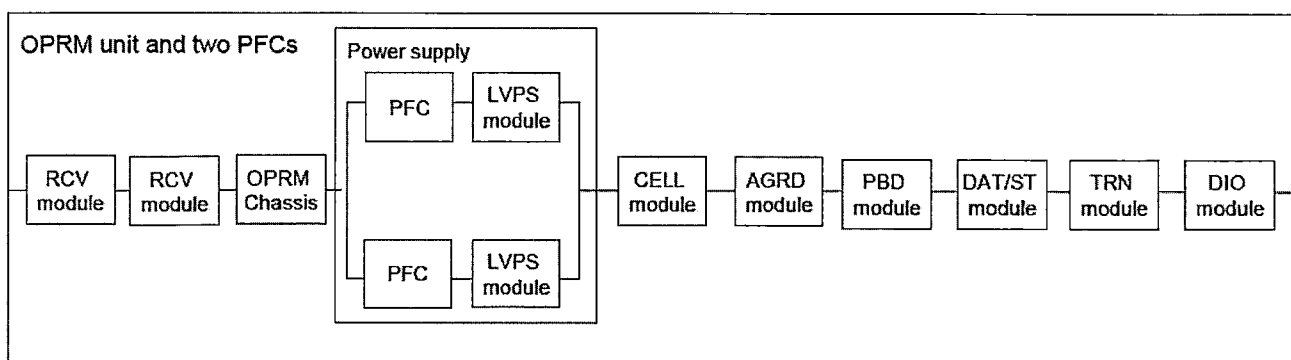 OPRM unit and two PFCs
Power supply
PFC
LVPS
module
RCV
module
RCV
module
OPRM
Chassis
CELL
module
AGRD
module
PBD
module
DAT/ST
module
TRN
module
DIO
module
PFC
LVPS
module